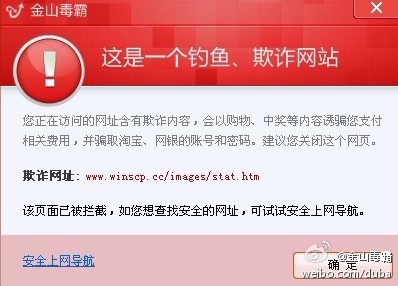 金山毒霸
这是一个钓鱼、欺诈网站
您正在访问的网址含有欺诈内容，会以购物、中奖等内容诱骗您支付
相关费用，并骗取淘宝、网银的账号和密码。建议您关闭这个网页。
欺诈网址: www.winscp.cc/images/stat.htm
该页面已被拦截，如您想查找安全的网址，可试试安全上网导航。
安全上网导航
确 定
@金山毒霸
weibo.com/duba